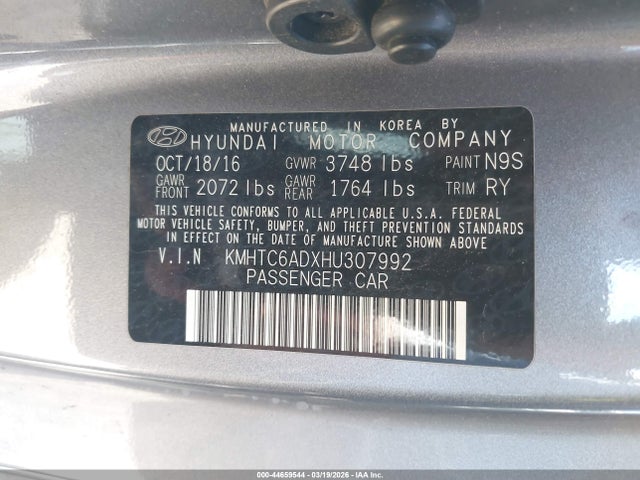 MANUFACTURED IN KOREA BY
HYUNDAI MOTOR COMPANY
OCT/18/16 GVWR 3748 lbs PAINT N9S
GAWR FRONT 2072 lbs GAWR REAR 1764 lbs TRIM RY
THIS VEHICLE CONFORMS TO ALL APPLICABLE U.S.A. FEDERAL
MOTOR VEHICLE SAFETY, BUMPER, AND THEFT PREVENTION STANDARDS
IN EFFECT ON THE DATE OF MANUFACTURE SHOWN ABOVE
V.I.N KMHTC6ADXHU307992
PASSENGER CAR
000-44659544 | 03/19/2026 — IAA Inc.